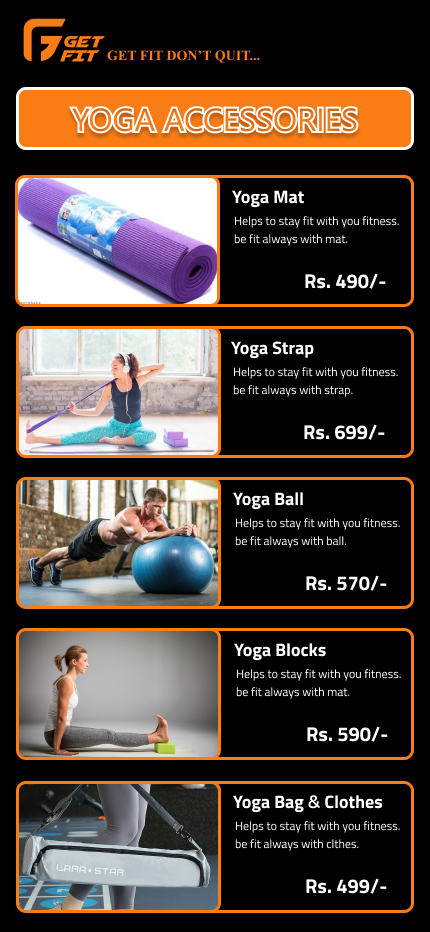 GET
FIT
GET FIT DON'T QUIT...
YOGA ACCESSORIES
Yoga Mat
Helps to stay fit with you fitness.
be fit always with mat.
Rs. 490/-
Yoga Strap
Helps to stay fit with you fitness.
be fit always with strap.
Rs. 699/-
Yoga Ball
Helps to stay fit with you fitness.
be fit always with ball.
Rs. 570/-
Yoga Blocks
Helps to stay fit with you fitness.
be fit always with mat.
Rs. 590/-
Yoga Bag & Clothes
Helps to stay fit with you fitness.
be fit always with clthes.
LARA★STAR
Rs. 499/-